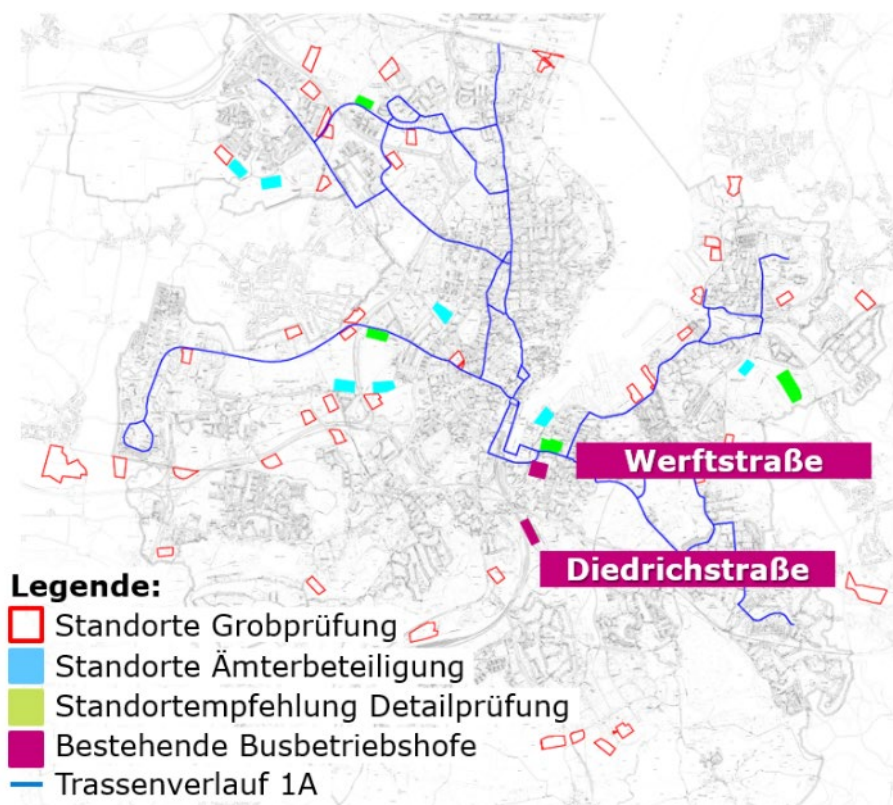 Werftstraße
Diedrichstraße
Legende:
Standorte Grobprüfung
Standorte Ämterbeteiligung
Standortempfehlung Detailprüfung
Bestehende Busbetriebshofe
Trassenverlauf 1A